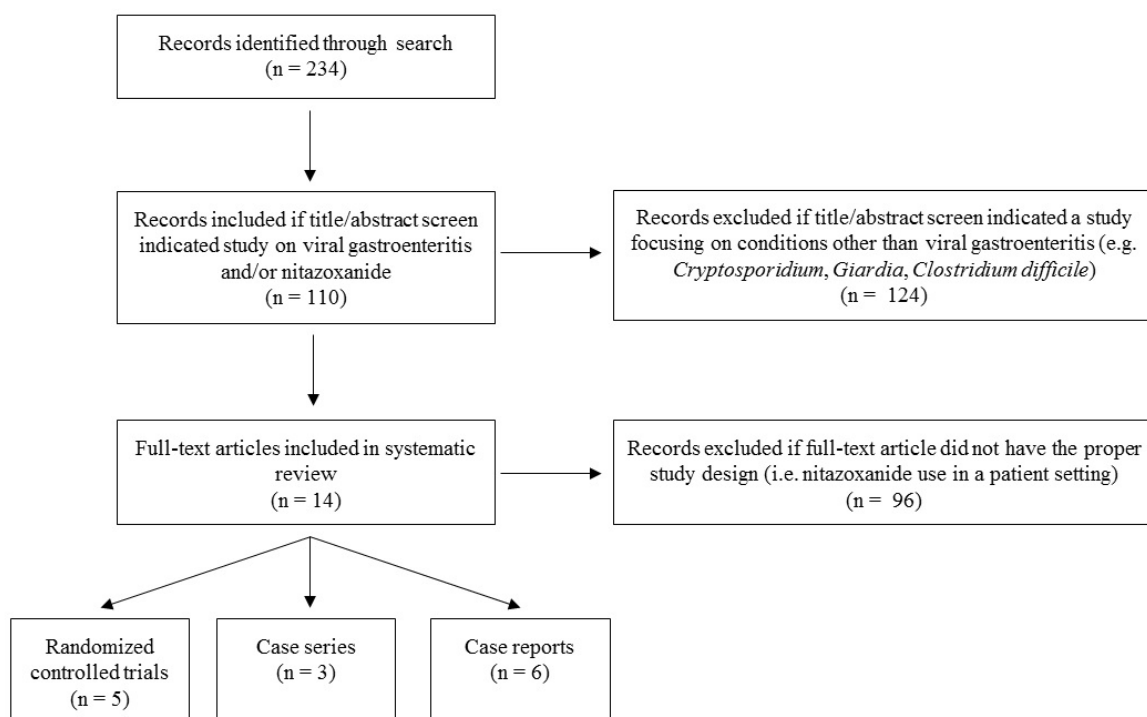 Records identified through search
(n = 234)
Records included if title/abstract screen
indicated study on viral gastroenteritis
and/or nitazoxanide
(n = 110)
Records excluded if title/abstract screen indicated a study
focusing on conditions other than viral gastroenteritis (e.g.
Cryptosporidium, Giardia, Clostridium difficile)
(n = 124)
Full-text articles included in systematic
review
(n = 14)
Records excluded if full-text article did not have the proper
study design (i.e. nitazoxanide use in a patient setting)
(n = 96)
Randomized
controlled trials
(n = 5)
Case series
(n = 3)
Case reports
(n = 6)